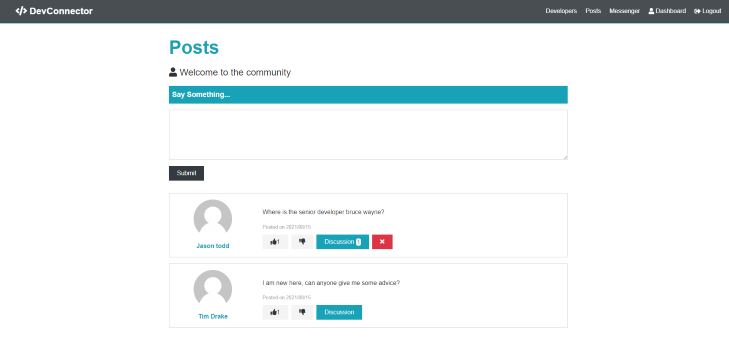 DevConnector
Developers Posts Messenger Dashboard Logout
Posts
Welcome to the community
Say Something...
Submit
Where is the senior developer bruce wayne?
Posted on 2021/08/15
1
Discussion
Jason todd
I am new here, can anyone give me some advice?
Posted on 2021/08/15
1
Discussion
Tim Drake